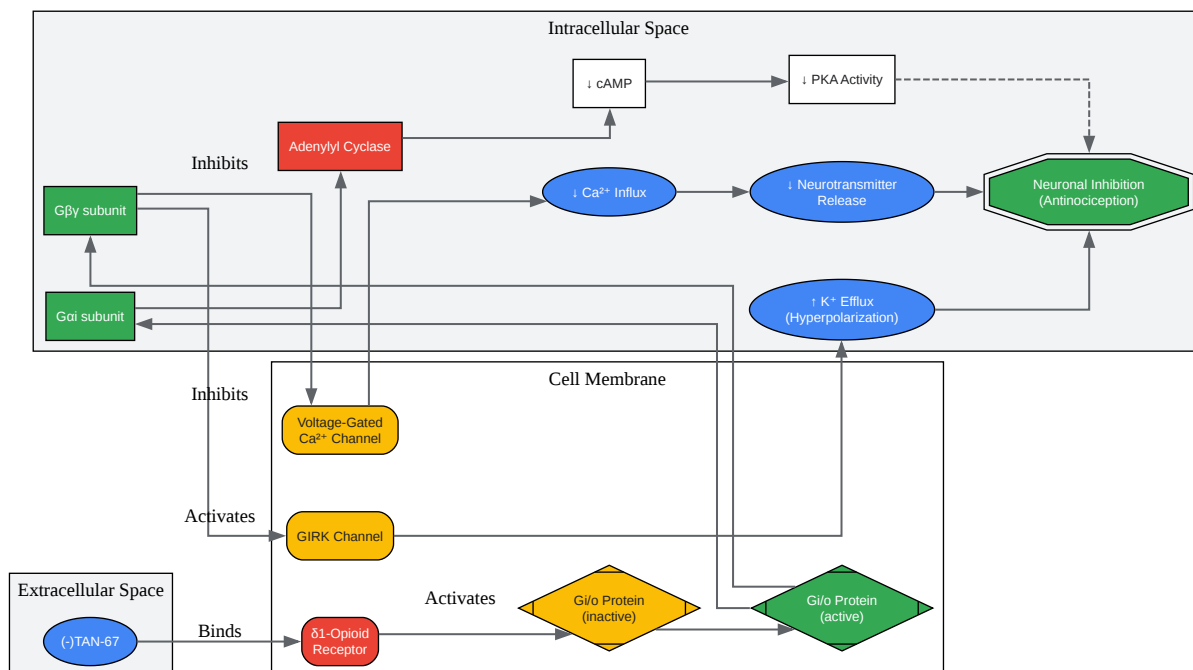 Intracellular Space
↓ cAMP
↓ PKA Activity
Adenylyl Cyclase
Inhibits
Gβγ subunit
↓ Ca²⁺ Influx
↓ Neurotransmitter
Release
Neuronal Inhibition
(Antinociception)
Gαi subunit
↑ K⁺ Efflux
(Hyperpolarization)
Cell Membrane
Inhibits
Voltage-Gated
Ca²⁺ Channel
Activates
GIRK Channel
Extracellular Space
(-)TAN-67
Binds
δ1-Opioid
Receptor
Activates
Gi/o Protein
(inactive)
Gi/o Protein
(active)